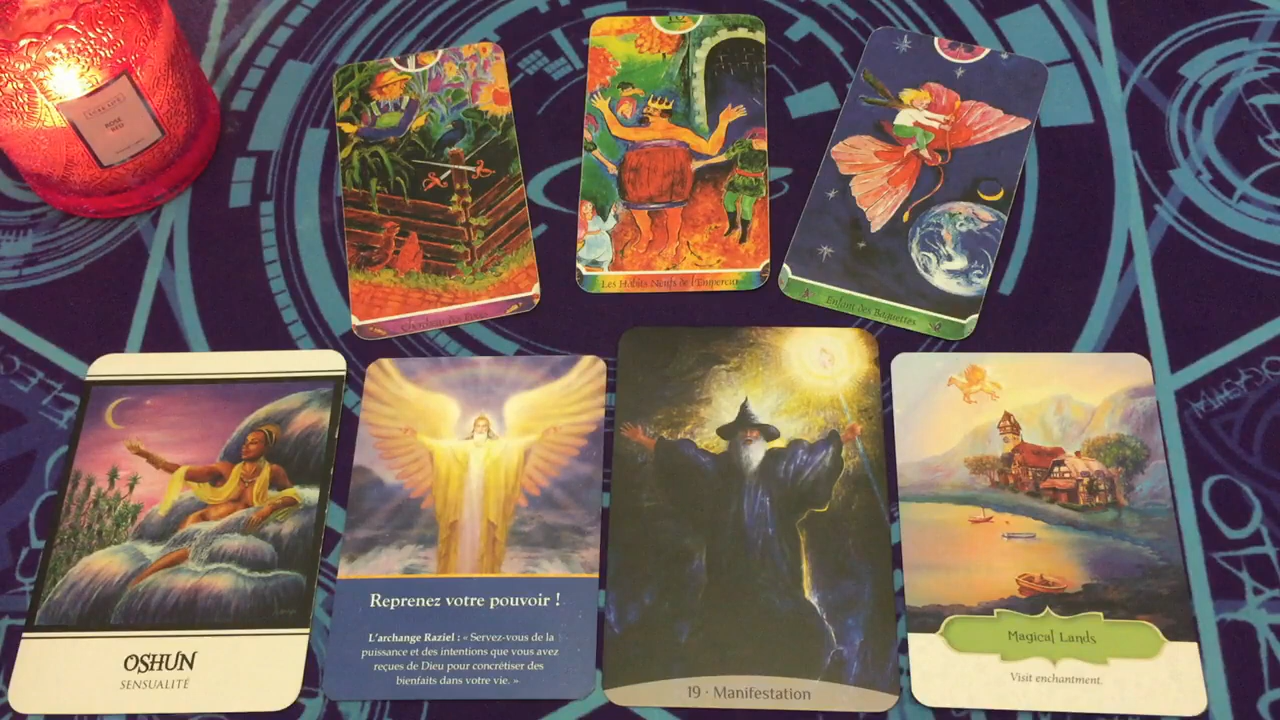 ROSE
Les Habits Neufs de l'Empereur
Enfant des Baguettes
OSHUN
SENSUALITÉ
Reprenez votre pouvoir !
L'archange Raziel : « Servez-vous de la
puissance et des intentions que vous avez
reçues de Dieu pour concrétiser des
bienfaits dans votre vie. »
19 · Manifestation
Magical Lands
Visit enchantment.